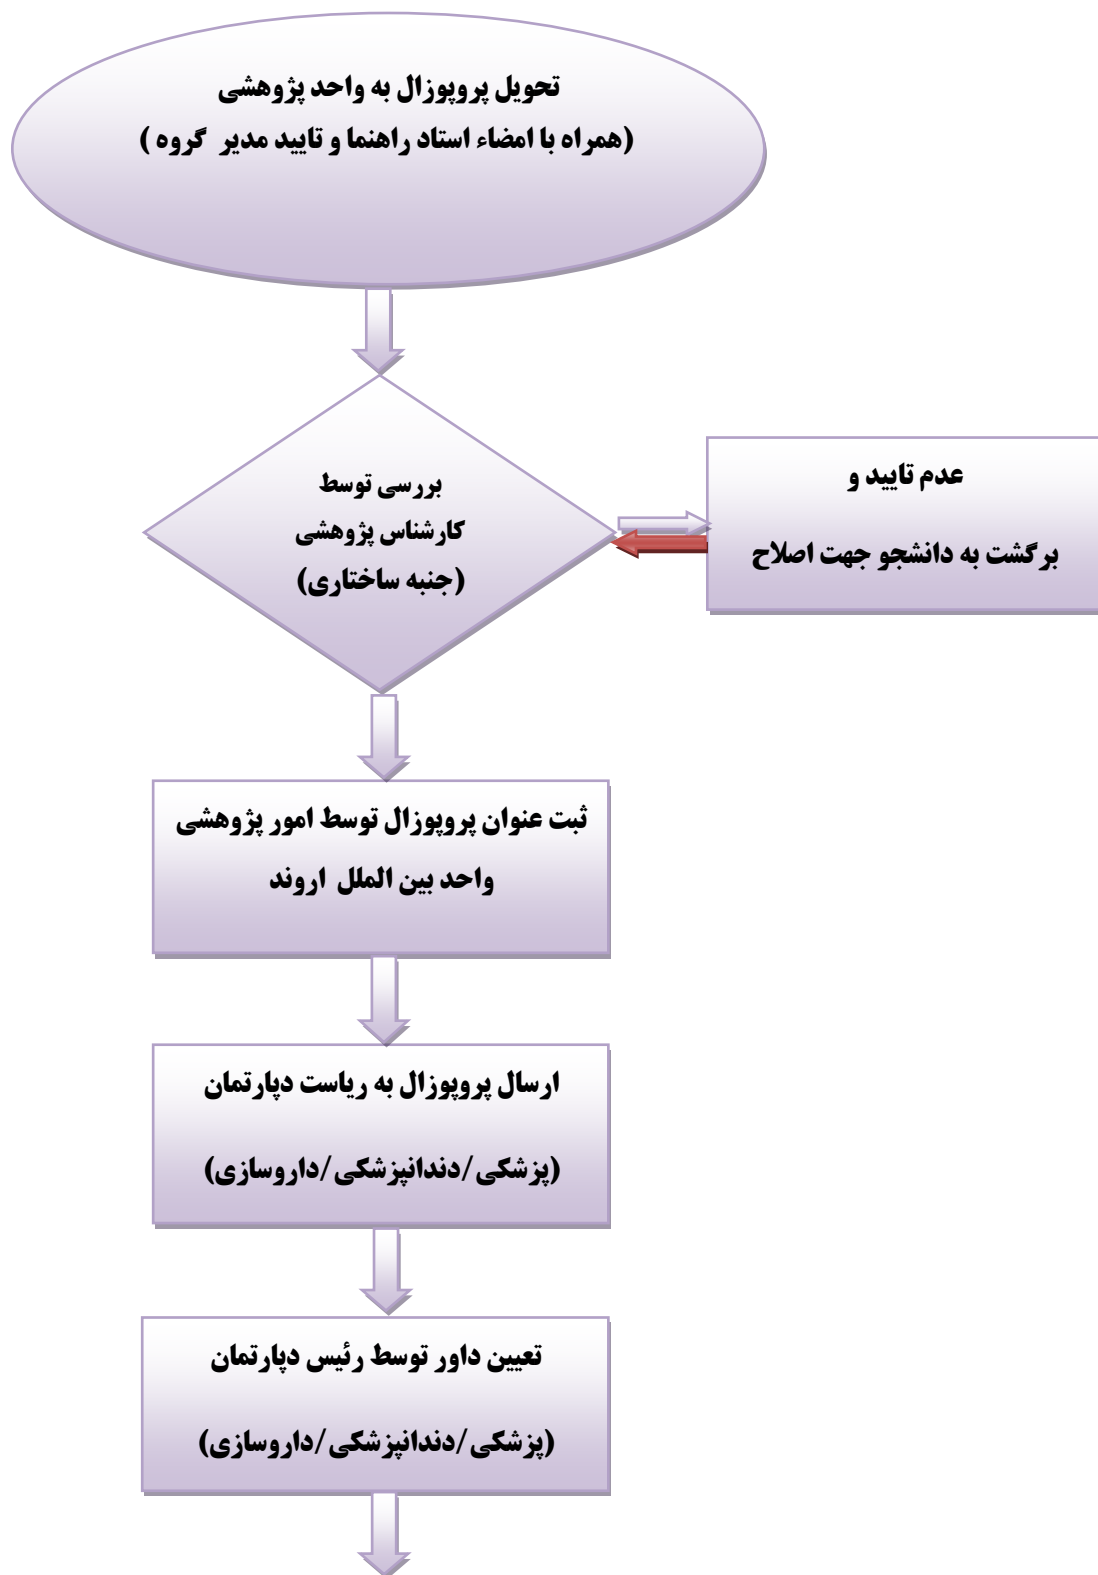 تحویل پروپوزال به واحد پژوهشی
(همراه با امضاء استاد راهنما و تایید مدیر گروه )
بررسی توسط
کارشناس پژوهشی
(جنبه ساختاری)
عدم تایید و
برگشت به دانشجو جهت اصلاح
ثبت عنوان پروپوزال توسط امور پژوهشی
واحد بین الملل اروند
ارسال پروپوزال به ریاست دپارتمان
(پزشکی/دندانپزشکی/داروسازی)
تعیین داور توسط رئیس دپارتمان
(پزشکی/دندانپزشکی/داروسازی)